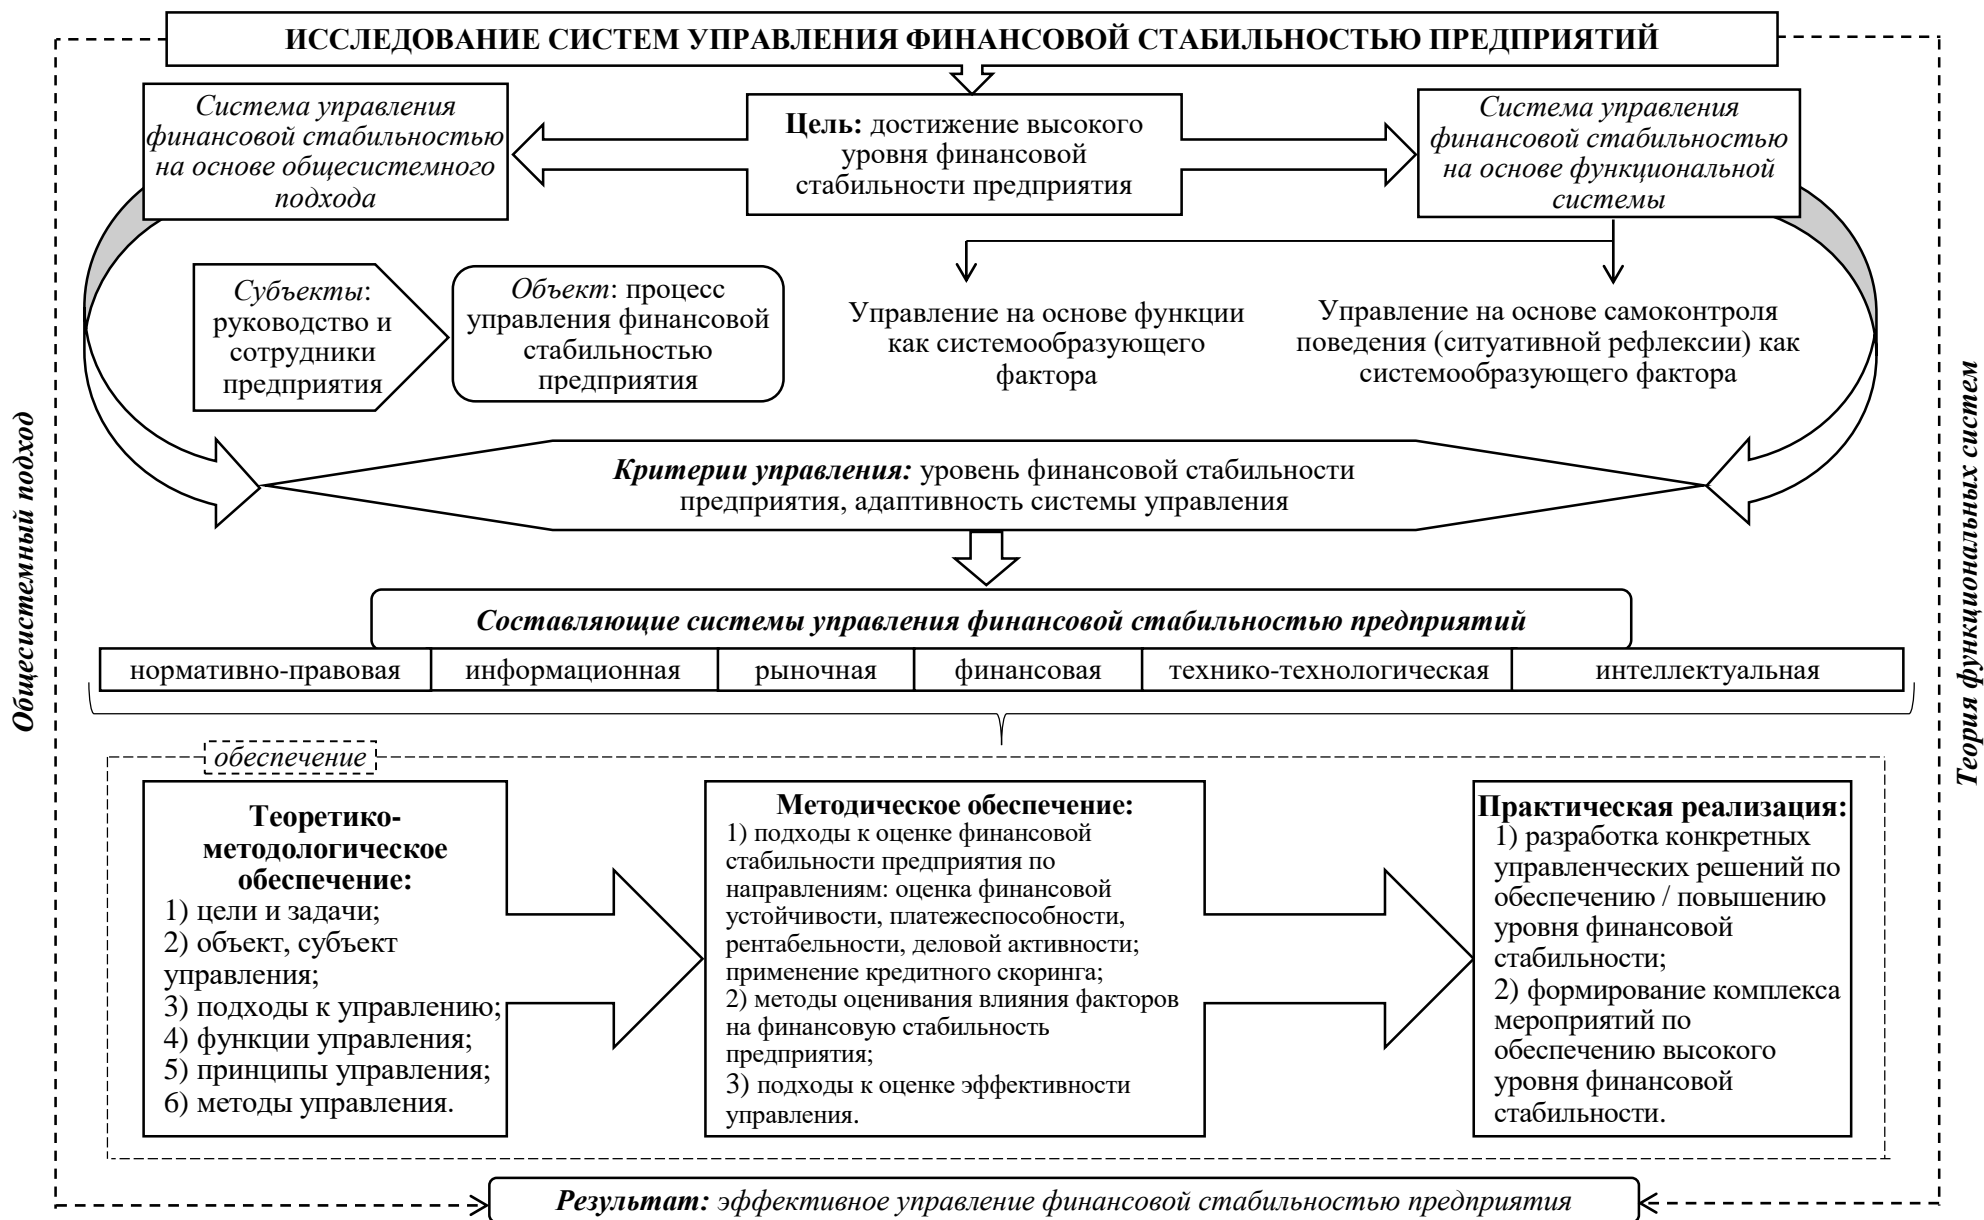 ИССЛЕДОВАНИЕ СИСТЕМ УПРАВЛЕНИЯ ФИНАНСОВОЙ СТАБИЛЬНОСТЬЮ ПРЕДПРИЯТИЙ
Система управления
финансовой стабильностью
на основе общесистемного
подхода
Цель: достижение высокого
уровня финансовой
стабильности предприятия
Система управления
финансовой стабильностью
на основе функциональной
системы
Субъекты:
руководство и
сотрудники
предприятия
Объект: процесс
управления финансовой
стабильностью
предприятия
Управление на основе функции
как системообразующего
фактора
Управление на основе самоконтроля
поведения (ситуативной рефлексии) как
системообразующего фактора
Общесистемный подход
Теория функциональных систем
Критерии управления: уровень финансовой стабильности
предприятия, адаптивность системы управления
Составляющие системы управления финансовой стабильностью предприятий
нормативно-правовая
информационная
рыночная
финансовая
технико-технологическая
интеллектуальная
обеспечение
Теоретико-
методологическое
обеспечение:
1) цели и задачи;
2) объект, субъект
управления;
3) подходы к управлению;
4) функции управления;
5) принципы управления;
6) методы управления.
Методическое обеспечение:
1) подходы к оценке финансовой
стабильности предприятия по
направлениям: оценка финансовой
устойчивости, платежеспособности,
рентабельности, деловой активности;
применение кредитного скоринга;
2) методы оценивания влияния факторов
на финансовую стабильность
предприятия;
3) подходы к оценке эффективности
управления.
Практическая реализация:
1) разработка конкретных
управленческих решений по
обеспечению / повышению
уровня финансовой
стабильности;
2) формирование комплекса
мероприятий по
обеспечению высокого
уровня финансовой
стабильности.
Результат: эффективное управление финансовой стабильностью предприятия